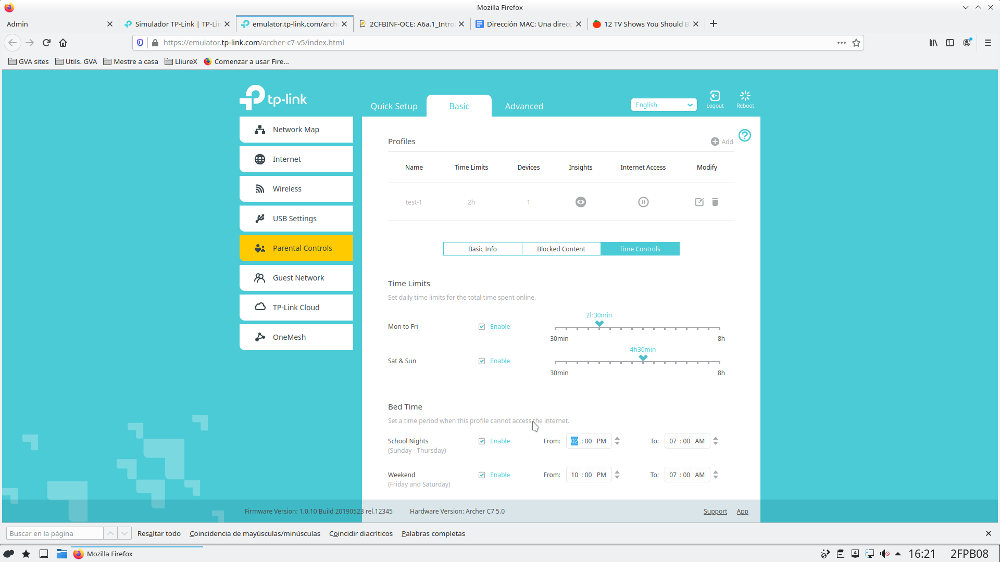 Mozilla Firefox
Admin
Simulador TP-Link | TP-Lin
emulator.tp-link.com/arch
2CFBINF-OCE: A6a.1_Intro
Dirección MAC: Una direcc
12 TV Shows You Should B
https://emulator.tp-link.com/archer-c7-v5/index.html
GVA sites
Utils. GVA
Mestre a casa
LliureX
Comenzar a usar Fire...
tp-link
Quick Setup
Basic
Advanced
English
Logout
Reboot
Network Map
Internet
Wireless
USB Settings
Parental Controls
Guest Network
TP-Link Cloud
OneMesh
Profiles
Add
Name Time Limits Devices Insights Internet Access Modify
test-1 2h 1
Basic Info
Blocked Content
Time Controls
Time Limits
Set daily time limits for the total time spent online.
2h30min
Mon to Fri Enable
30min 8h
4h30min
Sat & Sun Enable
30min 8h
Bed Time
Set a time period when this profile cannot access the internet.
School Nights Enable From: 02 : 00 PM To: 07 : 00 AM
(Sunday - Thursday)
Weekend Enable From: 10 : 00 PM To: 07 : 00 AM
(Friday and Saturday)
Firmware Version: 1.0.10 Build 20190523 rel.12345 Hardware Version: Archer C7 5.0 Support App
Buscar en la página
Resaltar todo
Coincidencia de mayúsculas/minúsculas
Coincidir diacríticos
Palabras completas
Mozilla Firefox
16:21
2FPB08